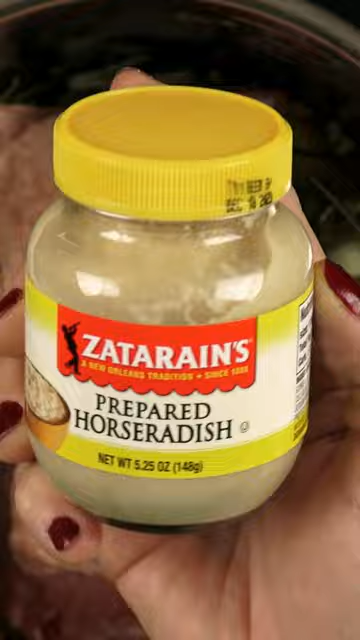 ZATARAIN'S
A NEW ORLEANS TRADITION • SINCE 1889
PREPARED
HORSERADISH
NET WT 5.25 OZ (148g)